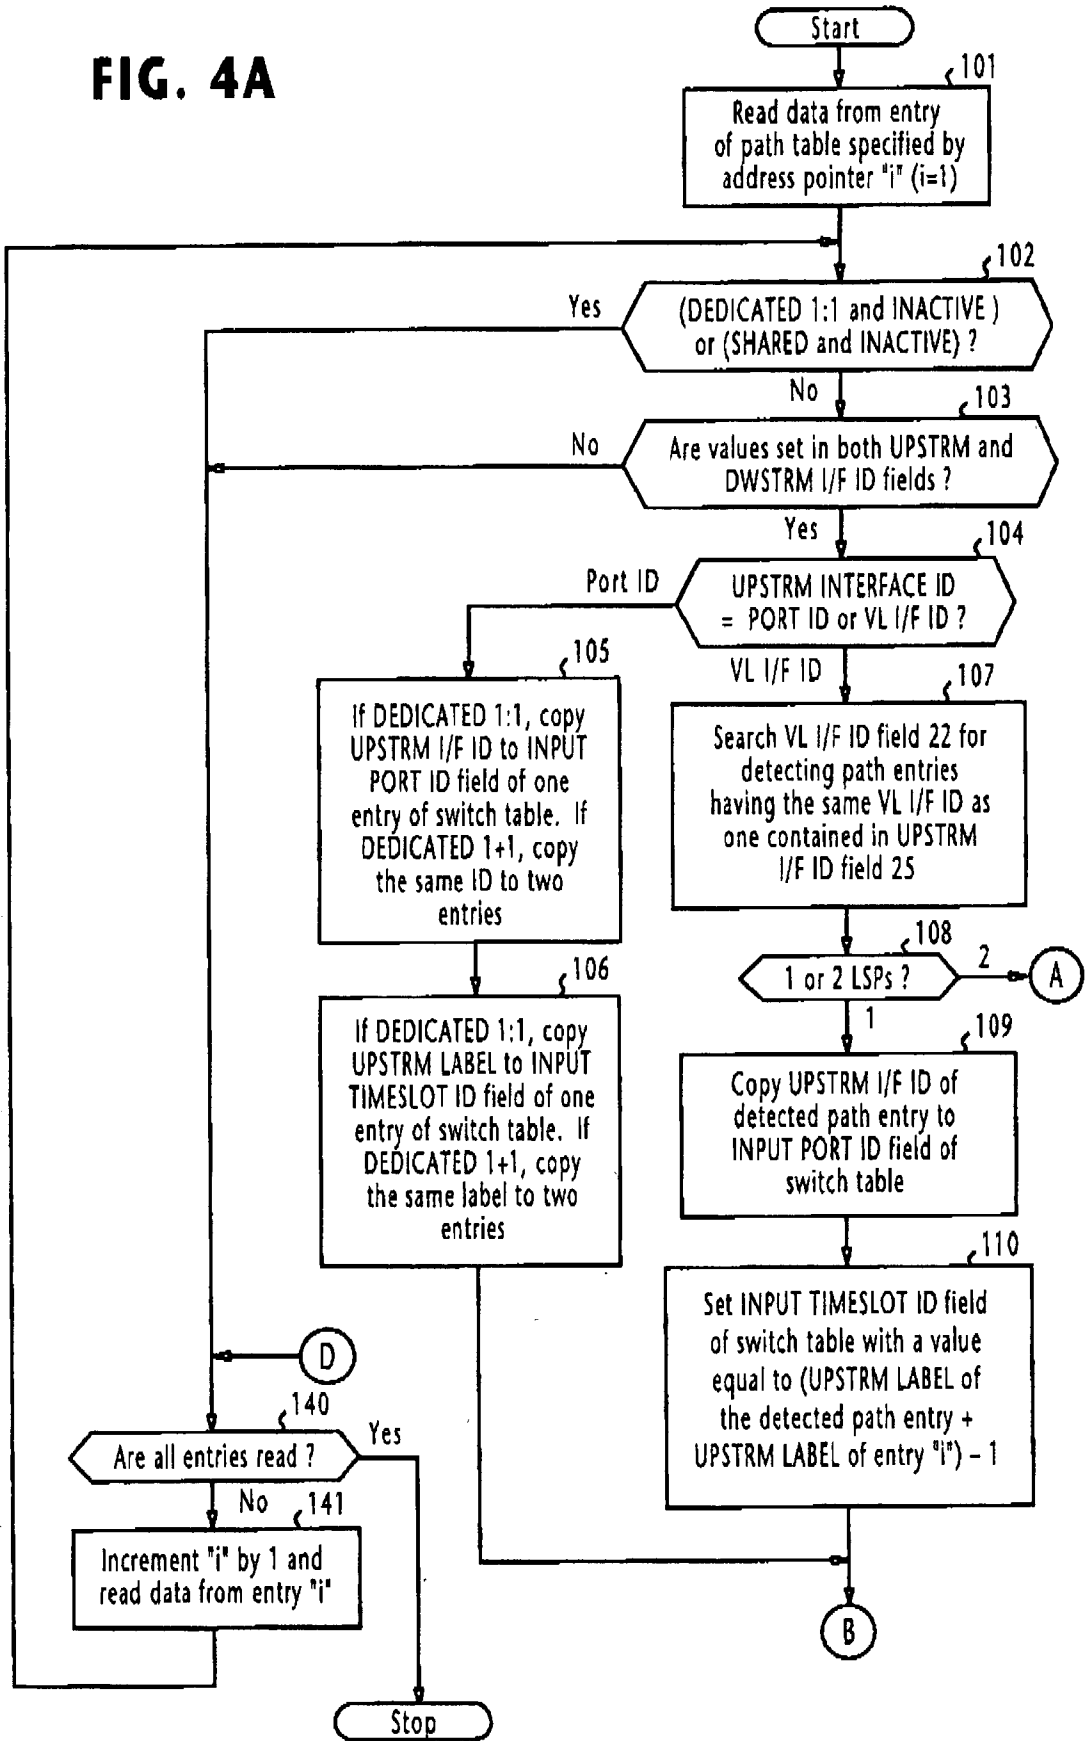 FIG. 4A
Start
101
Read data from entry
of path table specified by
address pointer "i" (i=1)
102
(DEDICATED 1:1 and INACTIVE )
or (SHARED and INACTIVE) ?
Yes
No
103
Are values set in both UPSTRM and
DWSTRM I/F ID fields ?
No
Yes
104
UPSTRM INTERFACE ID
= PORT ID or VL I/F ID ?
Port ID
VL I/F ID
105
If DEDICATED 1:1, copy
UPSTRM I/F ID to INPUT
PORT ID field of one
entry of switch table. If
DEDICATED 1+1, copy
the same ID to two
entries
106
If DEDICATED 1:1, copy
UPSTRM LABEL to INPUT
TIMESLOT ID field of one
entry of switch table. If
DEDICATED 1+1, copy
the same label to two
entries
107
Search VL I/F ID field 22 for
detecting path entries
having the same VL I/F ID as
one contained in UPSTRM
I/F ID field 25
108
1 or 2 LSPs ?
2
A
1
109
Copy UPSTRM I/F ID of
detected path entry to
INPUT PORT ID field of
switch table
110
Set INPUT TIMESLOT ID field
of switch table with a value
equal to (UPSTRM LABEL of
the detected path entry +
UPSTRM LABEL of entry "i") – 1
B
D
140
Are all entries read ?
Yes
No
141
Increment "i" by 1 and
read data from entry "i"
Stop